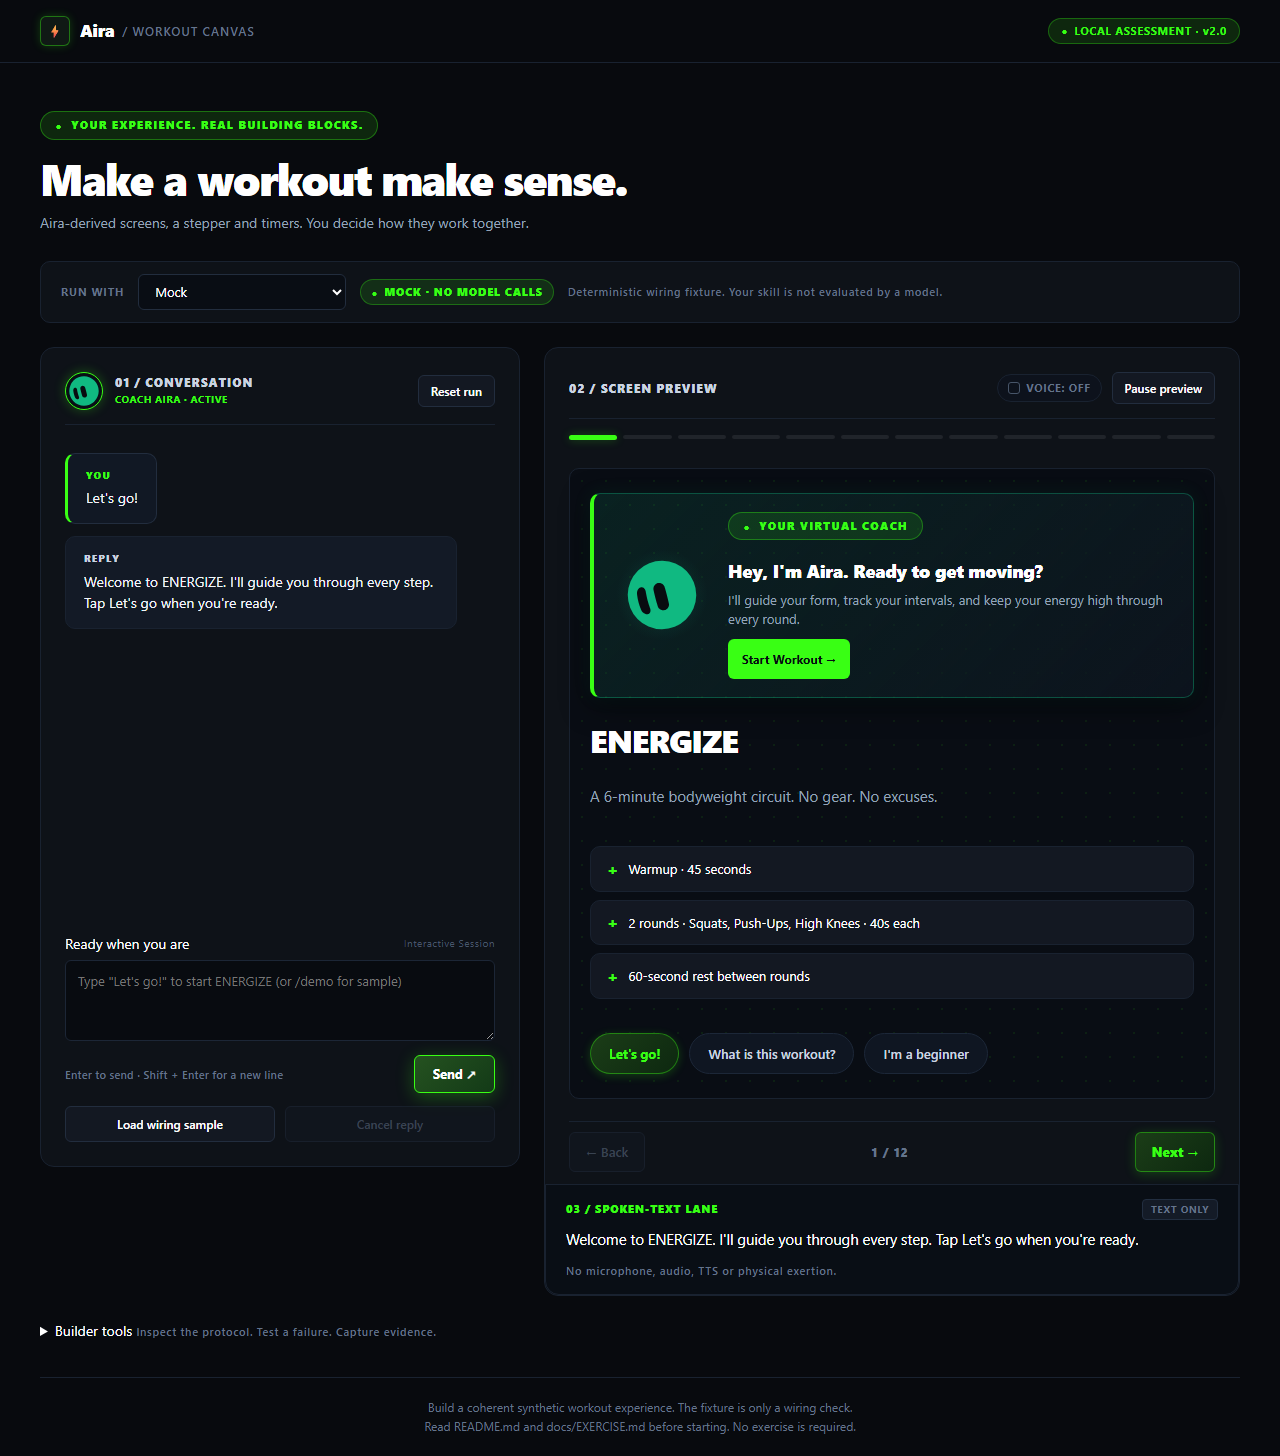 Aira / WORKOUT CANVAS
LOCAL ASSESSMENT · v2.0
YOUR EXPERIENCE. REAL BUILDING BLOCKS.
Make a workout make sense.
Aira-derived screens, a stepper and timers. You decide how they work together.
RUN WITH
Mock
MOCK · NO MODEL CALLS
Deterministic wiring fixture. Your skill is not evaluated by a model.
01 / CONVERSATION
COACH AIRA · ACTIVE
Reset run
YOU
Let's go!
REPLY
Welcome to ENERGIZE. I'll guide you through every step.
Tap Let's go when you're ready.
Ready when you are
Interactive Session
Type "Let's go!" to start ENERGIZE (or /demo for sample)
Enter to send · Shift + Enter for a new line
Send ↗
Load wiring sample
Cancel reply
02 / SCREEN PREVIEW
VOICE: OFF
Pause preview
YOUR VIRTUAL COACH
Hey, I'm Aira. Ready to get moving?
I'll guide your form, track your intervals, and keep your energy high through
every round.
Start Workout →
ENERGIZE
A 6-minute bodyweight circuit. No gear. No excuses.
+ Warmup · 45 seconds
+ 2 rounds · Squats, Push-Ups, High Knees · 40s each
+ 60-second rest between rounds
Let's go!
What is this workout?
I'm a beginner
← Back
1 / 12
Next →
03 / SPOKEN-TEXT LANE
TEXT ONLY
Welcome to ENERGIZE. I'll guide you through every step. Tap Let's go when you're ready.
No microphone, audio, TTS or physical exertion.
Builder tools Inspect the protocol. Test a failure. Capture evidence.
Build a coherent synthetic workout experience. The fixture is only a wiring check.
Read README.md and docs/EXERCISE.md before starting. No exercise is required.